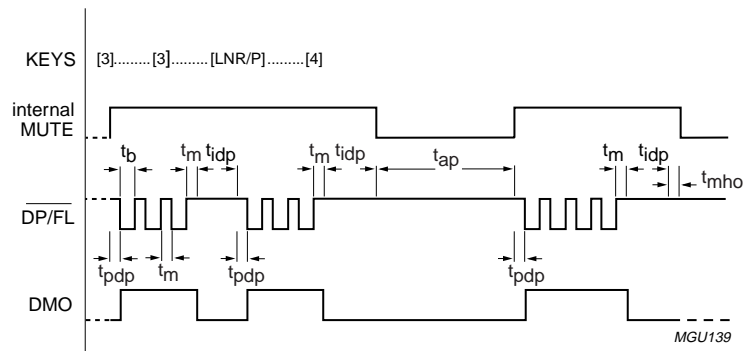 KEYS [3]......... [3]......... [LNR/P]......... [4]
internal
MUTE
tb tm tidp tm tidp tap tm tidp
tmho
DP/FL
tpdp tm tpdp tpdp
DMO
MGU139